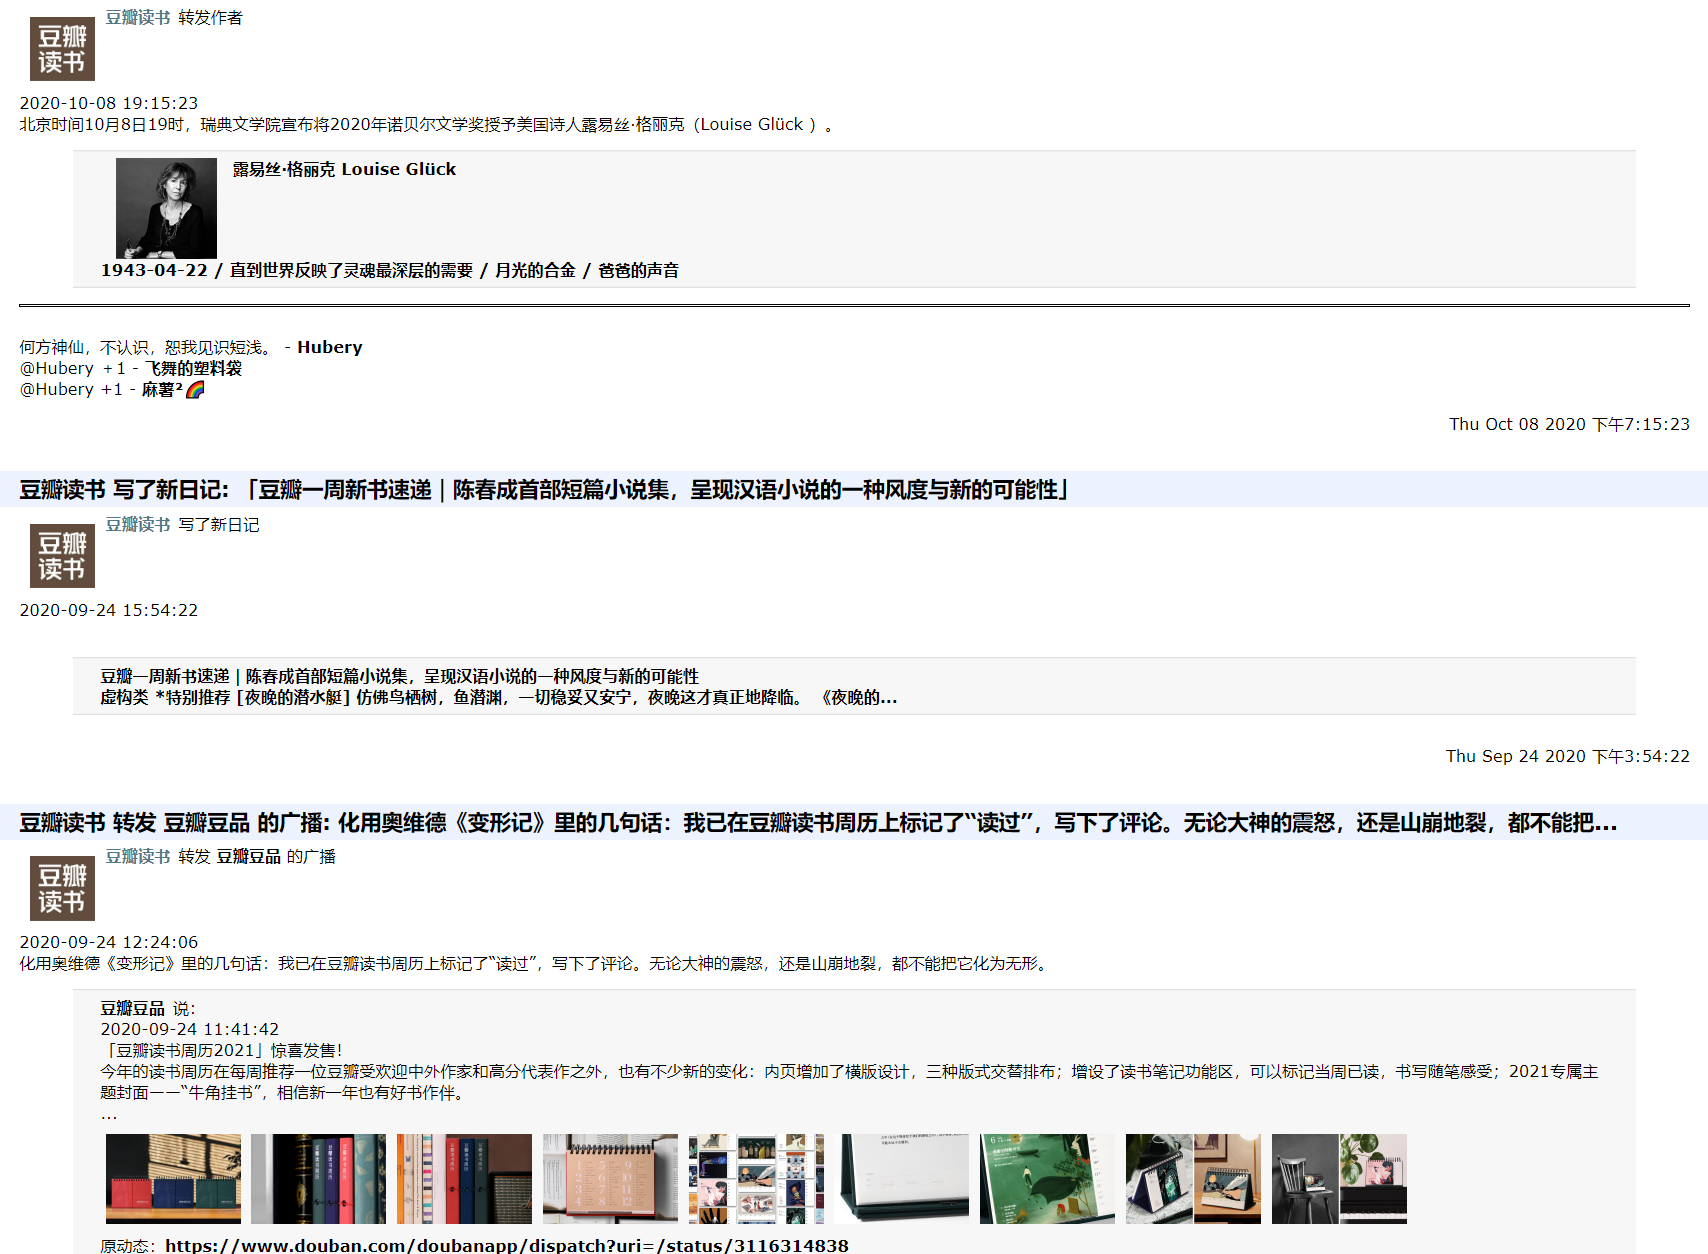 豆瓣读书 转发作者
豆瓣
读书
2020-10-08 19:15:23
北京时间10月8日19时，瑞典文学院宣布将2020年诺贝尔文学奖授予美国诗人露易丝·格丽克（Louise Glück ）。
露易丝·格丽克 Louise Glück
1943-04-22 / 直到世界反映了灵魂最深层的需要 / 月光的合金 / 爸爸的声音
何方神仙，不认识，恕我见识短浅。 - Hubery
@Hubery ＋1 - 飞舞的塑料袋
@Hubery +1 - 麻薯²🌈
Thu Oct 08 2020 下午7:15:23
豆瓣读书 写了新日记: 「豆瓣一周新书速递 | 陈春成首部短篇小说集，呈现汉语小说的一种风度与新的可能性」
豆瓣读书 写了新日记
豆瓣
读书
2020-09-24 15:54:22
豆瓣一周新书速递 | 陈春成首部短篇小说集，呈现汉语小说的一种风度与新的可能性
虚构类 *特别推荐 [夜晚的潜水艇] 仿佛鸟栖树，鱼潜渊，一切稳妥又安宁，夜晚这才真正地降临。 《夜晚的...
Thu Sep 24 2020 下午3:54:22
豆瓣读书 转发 豆瓣豆品 的广播: 化用奥维德《变形记》里的几句话：我已在豆瓣读书周历上标记了“读过”，写下了评论。无论大神的震怒，还是山崩地裂，都不能把...
豆瓣读书 转发 豆瓣豆品 的广播
豆瓣
读书
2020-09-24 12:24:06
化用奥维德《变形记》里的几句话：我已在豆瓣读书周历上标记了“读过”，写下了评论。无论大神的震怒，还是山崩地裂，都不能把它化为无形。
豆瓣豆品 说：
2020-09-24 11:41:42
「豆瓣读书周历2021」惊喜发售！
今年的读书周历在每周推荐一位豆瓣受欢迎中外作家和高分代表作之外，也有不少新的变化：内页增加了横版设计，三种版式交替排布；增设了读书笔记功能区，可以标记当周已读，书写随笔感受；2021专属主
题封面——“牛角挂书”，相信新一年也有好书作伴。
...
原动态：https://www.douban.com/doubanapp/dispatch?uri=/status/3116314838